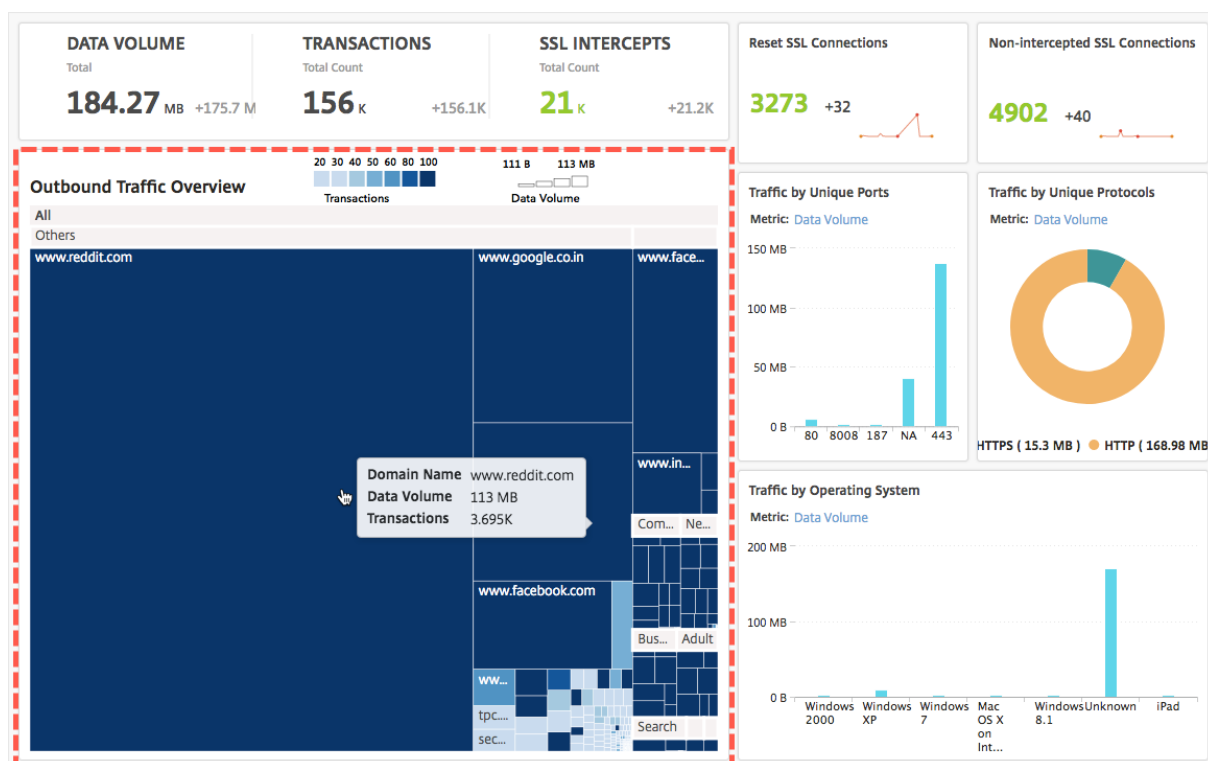 DATA VOLUME
Total
184.27 MB +175.7 M
TRANSACTIONS
Total Count
156 K +156.1K
SSL INTERCEPTS
Total Count
21 K +21.2K
Reset SSL Connections
3273 +32
Non-intercepted SSL Connections
4902 +40
Outbound Traffic Overview
20 30 40 50 60 80 100
Transactions
111 B 113 MB
Data Volume
All
Others
www.reddit.com
www.google.co.in
www.face...
www.in...
Domain Name www.reddit.com
Data Volume 113 MB
Transactions 3.695K
Com... Ne...
www.facebook.com
Bus... Adult
ww...
tpc....
sec...
Search
Traffic by Unique Ports
Metric: Data Volume
150 MB
100 MB
50 MB
0 B
80 8008 187 NA 443
Traffic by Unique Protocols
Metric: Data Volume
HTTPS ( 15.3 MB ) HTTP ( 168.98 MB
Traffic by Operating System
Metric: Data Volume
200 MB
100 MB
0 B
Windows 2000
Windows XP
Windows 7
Mac OS X on Int...
Windows 8.1
Unknown
iPad